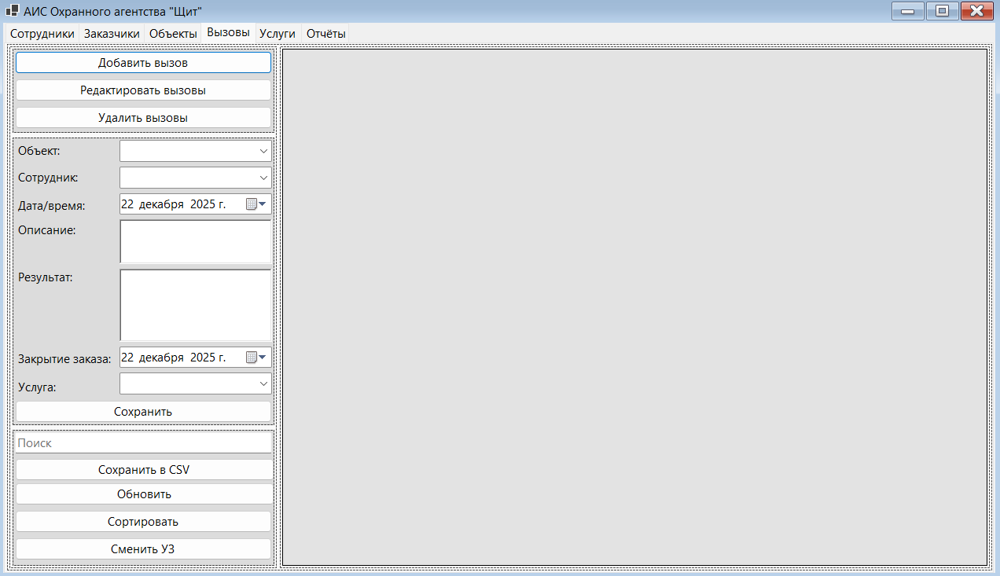 АИС Охранного агентства "Щит"
Сотрудники Заказчики Объекты Вызовы Услуги Отчёты
Добавить вызов
Редактировать вызовы
Удалить вызовы
Объект:
Сотрудник:
Дата/время: 22 декабря 2025 г.
Описание:
Результат:
Закрытие заказа: 22 декабря 2025 г.
Услуга:
Сохранить
Поиск
Сохранить в CSV
Обновить
Сортировать
Сменить УЗ